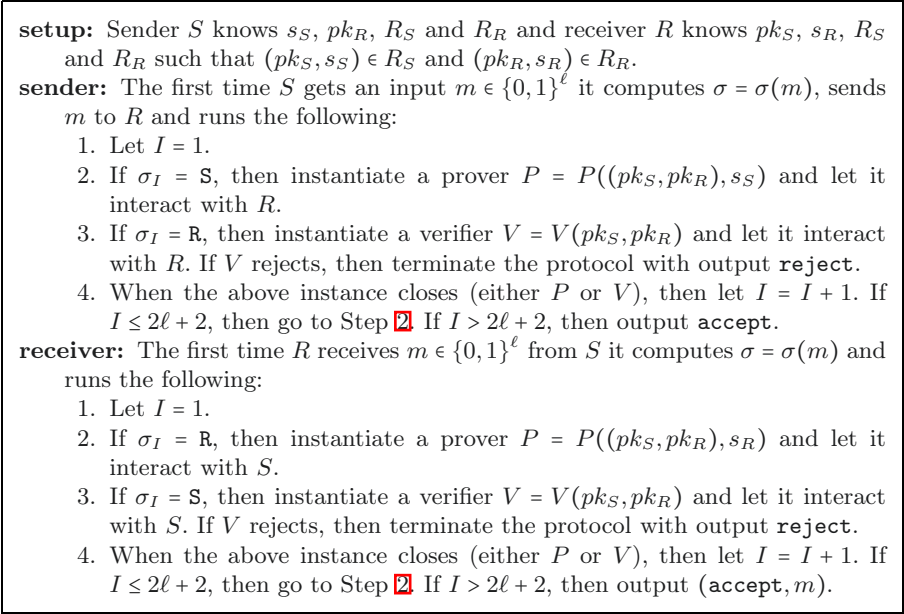 setup: Sender S knows s_S, pk_R, R_S and R_R and receiver R knows pk_S, s_R, R_S
and R_R such that (pk_S, s_S) ∈ R_S and (pk_R, s_R) ∈ R_R.
sender: The first time S gets an input m ∈ {0, 1}^ℓ it computes σ = σ(m), sends
m to R and runs the following:
1. Let I = 1.
2. If σ_I = S, then instantiate a prover P = P((pk_S, pk_R), s_S) and let it
interact with R.
3. If σ_I = R, then instantiate a verifier V = V(pk_S, pk_R) and let it interact
with R. If V rejects, then terminate the protocol with output reject.
4. When the above instance closes (either P or V), then let I = I + 1. If
I ≤ 2ℓ + 2, then go to Step 2. If I > 2ℓ + 2, then output accept.
receiver: The first time R receives m ∈ {0, 1}^ℓ from S it computes σ = σ(m) and
runs the following:
1. Let I = 1.
2. If σ_I = R, then instantiate a prover P = P((pk_S, pk_R), s_R) and let it
interact with S.
3. If σ_I = S, then instantiate a verifier V = V(pk_S, pk_R) and let it interact
with S. If V rejects, then terminate the protocol with output reject.
4. When the above instance closes (either P or V), then let I = I + 1. If
I ≤ 2ℓ + 2, then go to Step 2. If I > 2ℓ + 2, then output (accept, m).